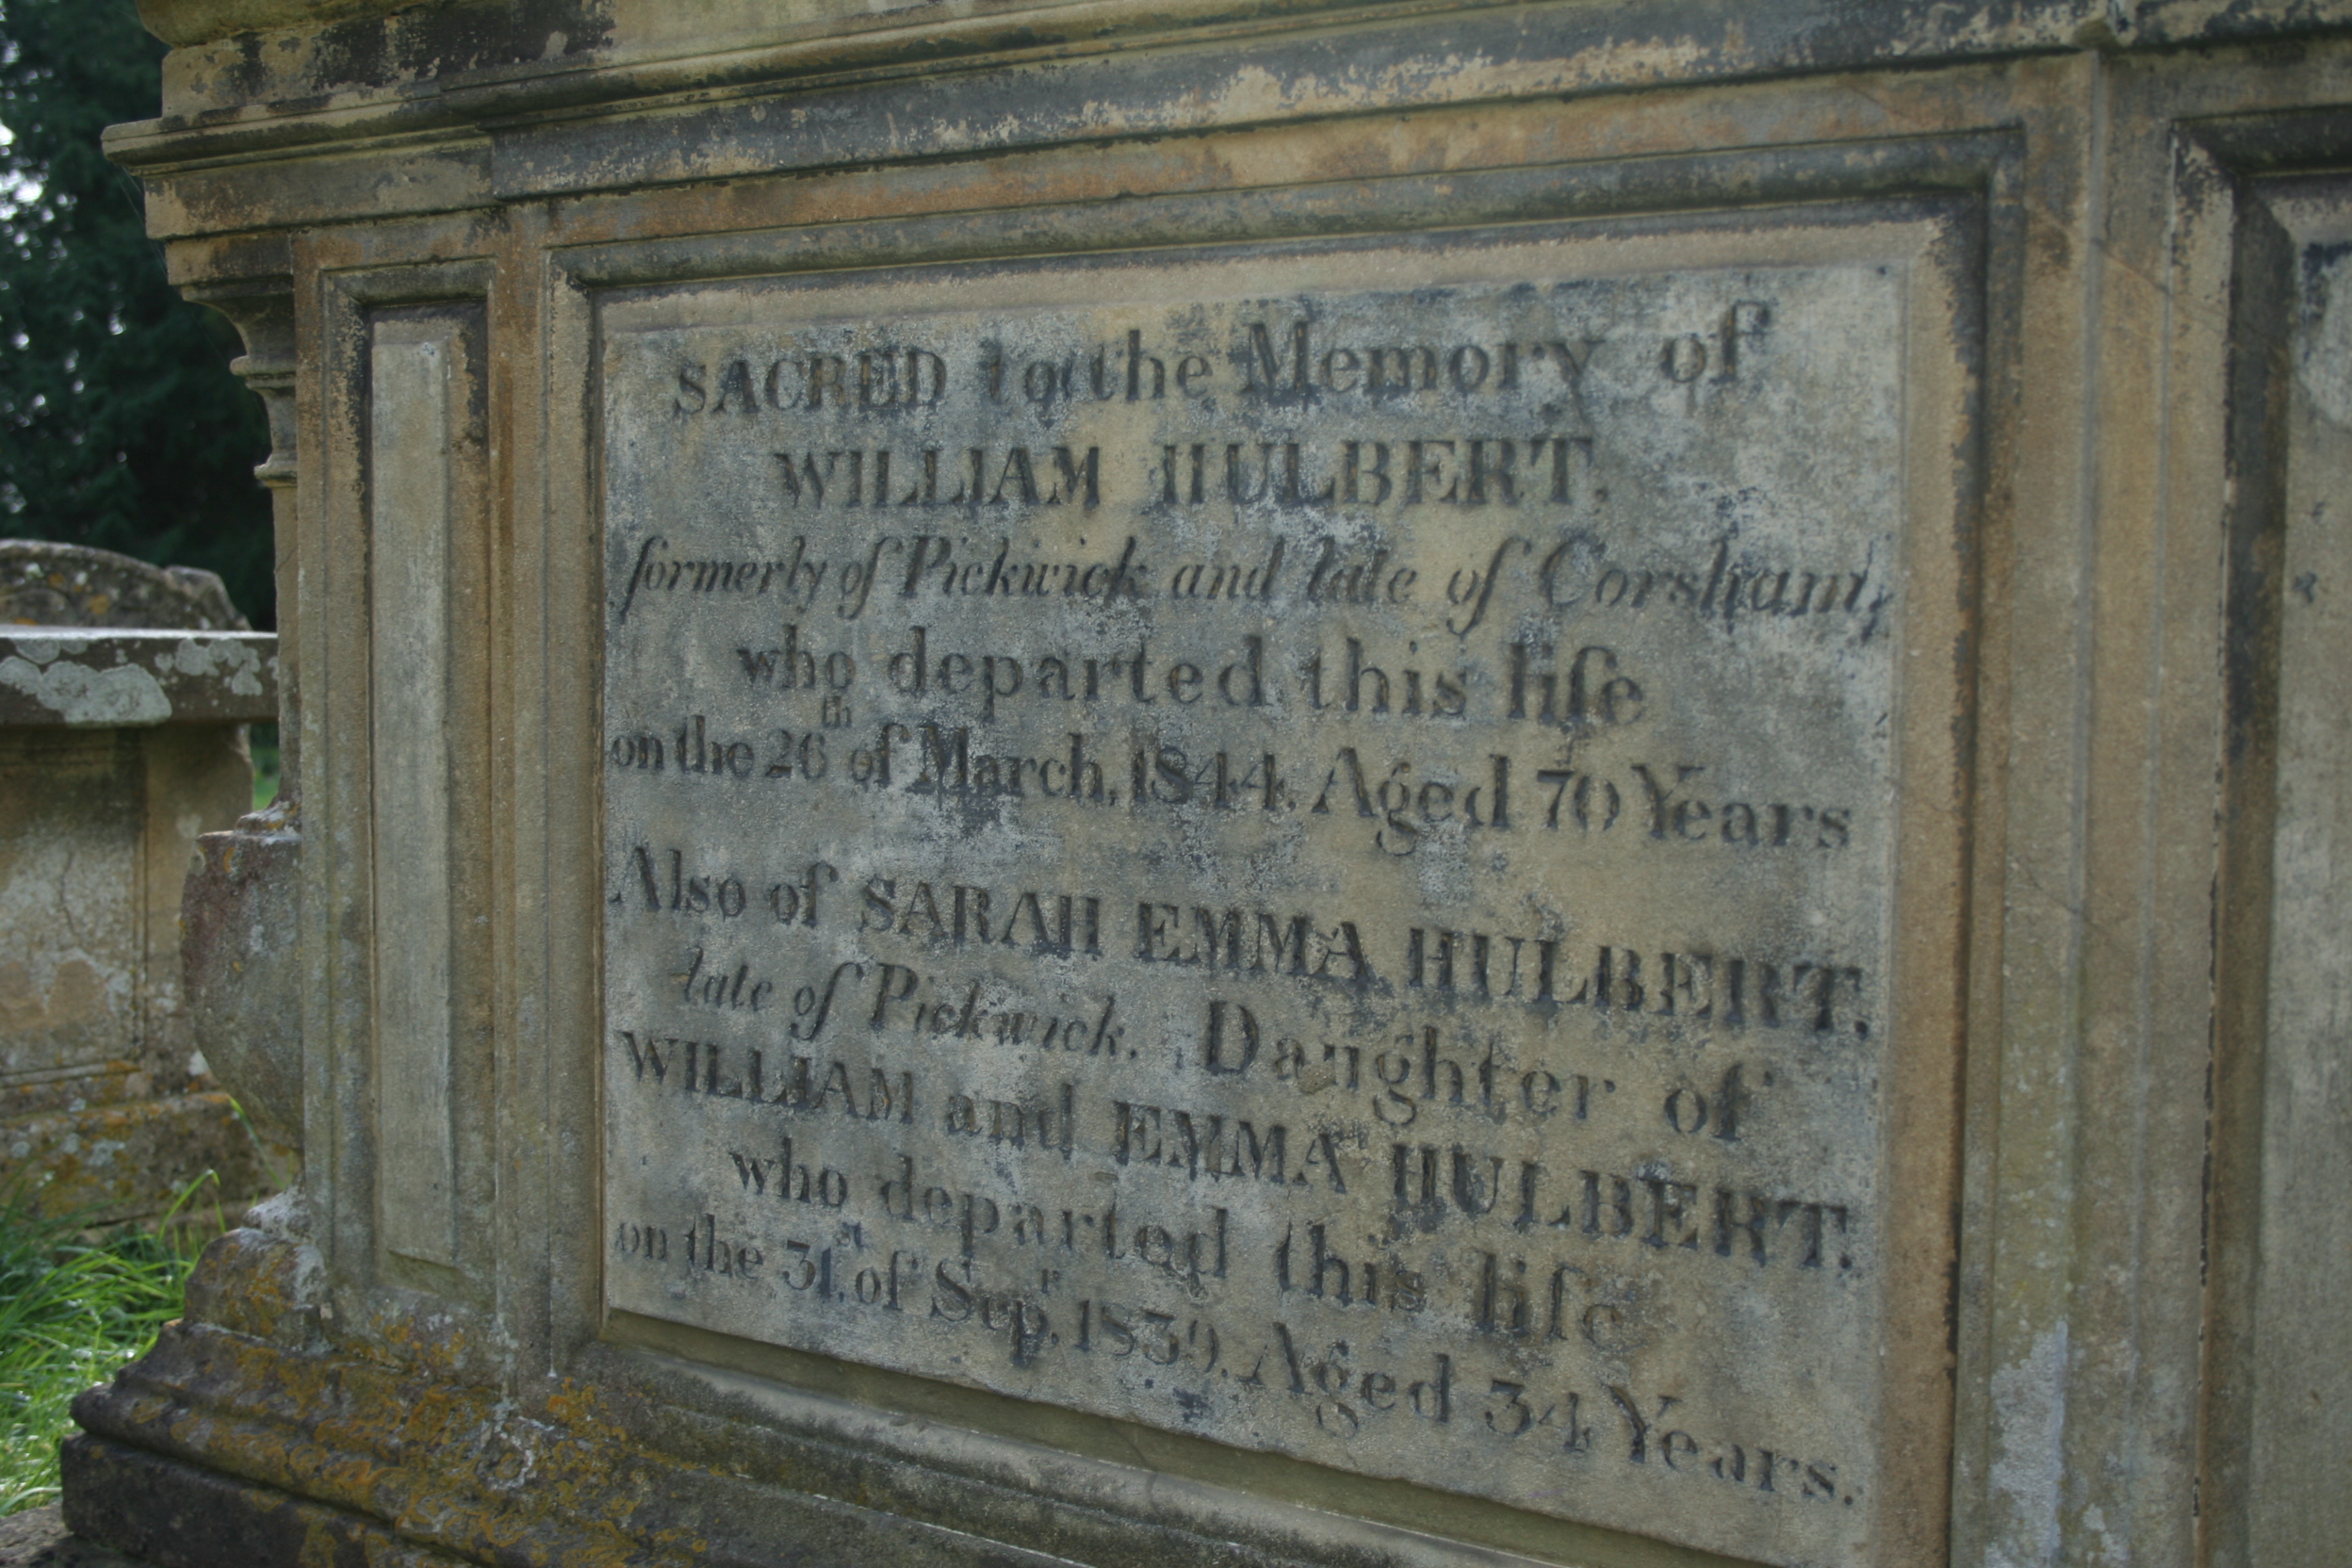 SACRED to the Memory of
WILLIAM HULBERT,
formerly of Pickwick and late of Corsham,
who departed this life
on the 26th of March, 1844. Aged 70 Years
Also of SARAH EMMA HULBERT,
late of Pickwick, Daughter of
WILLIAM and EMMA HULBERT.
who departed this life
on the 31st of Sepr. 1839. Aged 34 Years.